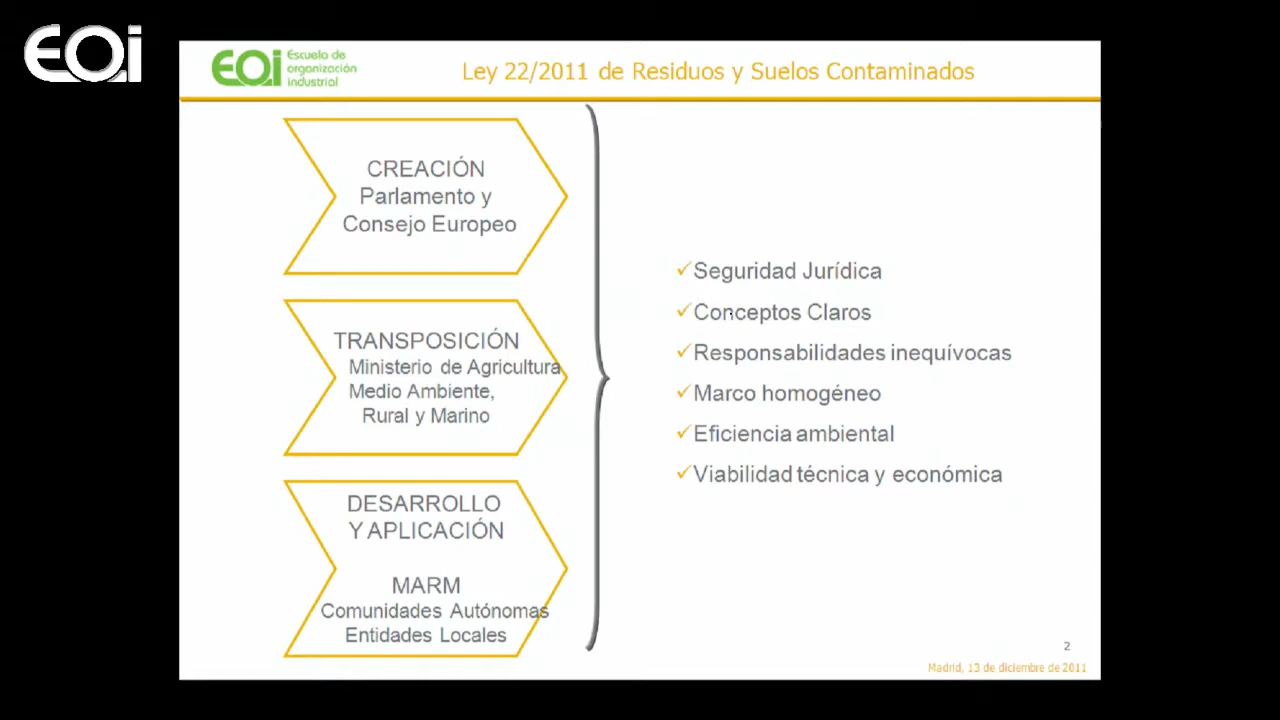 EOi
EOi Escuela de
organización
industrial
Ley 22/2011 de Residuos y Suelos Contaminados
CREACIÓN
Parlamento y
Consejo Europeo
TRANSPOSICIÓN
Ministerio de Agricultura
Medio Ambiente,
Rural y Marino
DESARROLLO
Y APLICACIÓN
MARM
Comunidades Autónomas
Entidades Locales
✓Seguridad Jurídica
✓Conceptos Claros
✓Responsabilidades inequívocas
✓Marco homogéneo
✓Eficiencia ambiental
✓Viabilidad técnica y económica
2
Madrid, 13 de diciembre de 2011